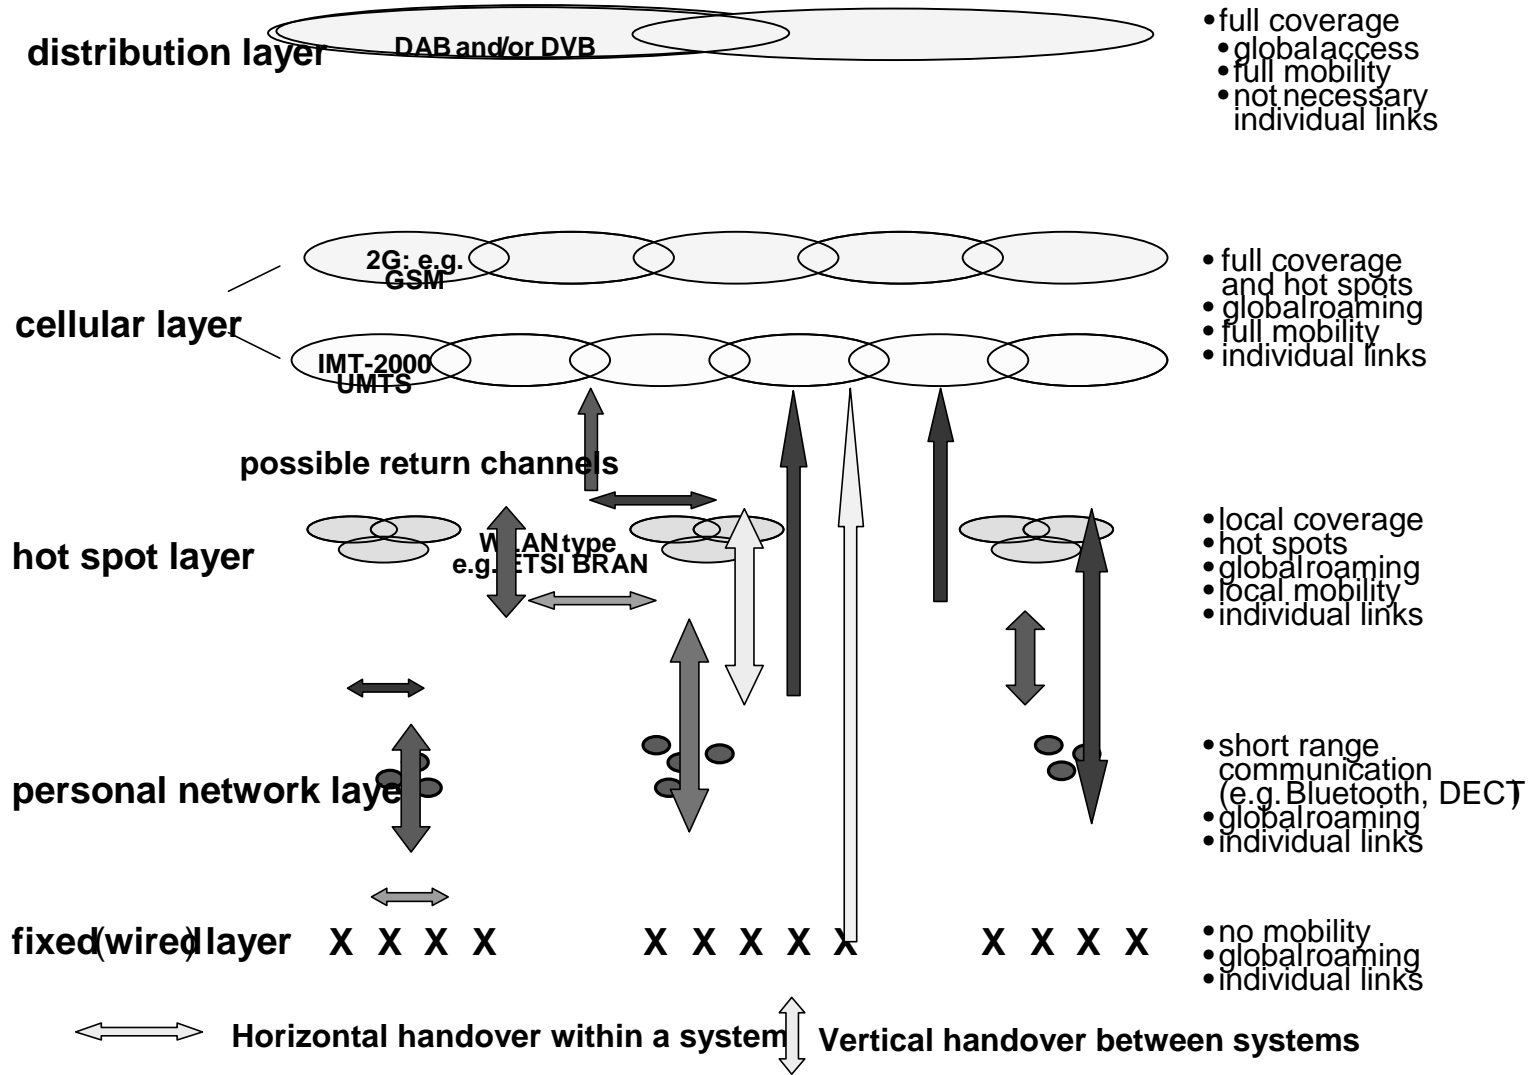 distribution layer
DAB and/or DVB
• full coverage
• global access
• full mobility
• not necessary
individual links
cellular layer
2G: e.g.
GSM
IMT-2000
UMTS
• full coverage
and hot spots
• global roaming
• full mobility
• individual links
possible return channels
hot spot layer
WLAN type
e.g. ETSI BRAN
• local coverage
• hot spots
• global roaming
• local mobility
• individual links
personal network layer
• short range
communication
(e.g. Bluetooth, DECT)
• global roaming
• individual links
fixed (wired) layer
X X X X X X X X X X X X X
• no mobility
• global roaming
• individual links
Horizontal handover within a system
Vertical handover between systems